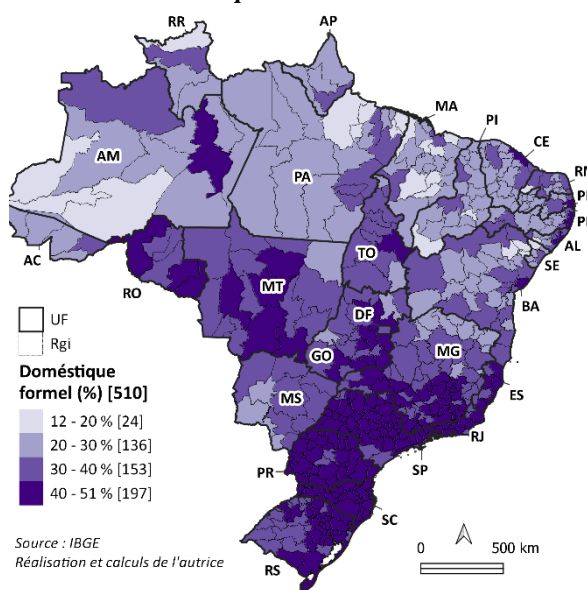 RR
AP
MA
PI
CE
RN
AM
PA
AL
SE
AC
TO
RO
MT
BA
DF
GO
MG
MS
ES
RJ
SP
PR
SC
RS
UF
Rgi
Doméstique
formel (%) [510]
12 - 20 % [24]
20 - 30 % [136]
30 - 40 % [153]
40 - 51 % [197]
Source : IBGE
Réalisation et calculs de l'autrice
0 500 km